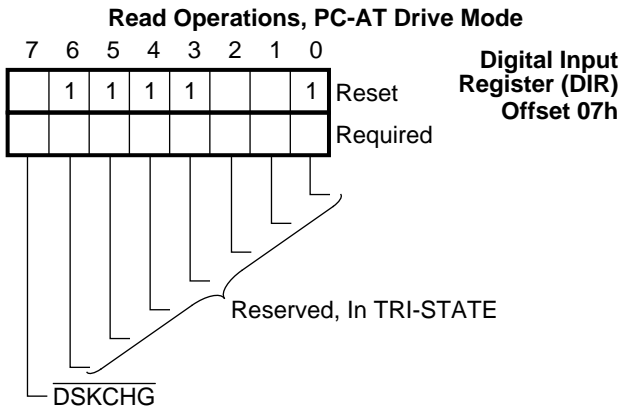 Read Operations, PC-AT Drive Mode
7 6 5 4 3 2 1 0
Digital Input
Register (DIR)
Offset 07h
1 1 1 1 1 Reset
Required
Reserved, In TRI-STATE
DSKCHG